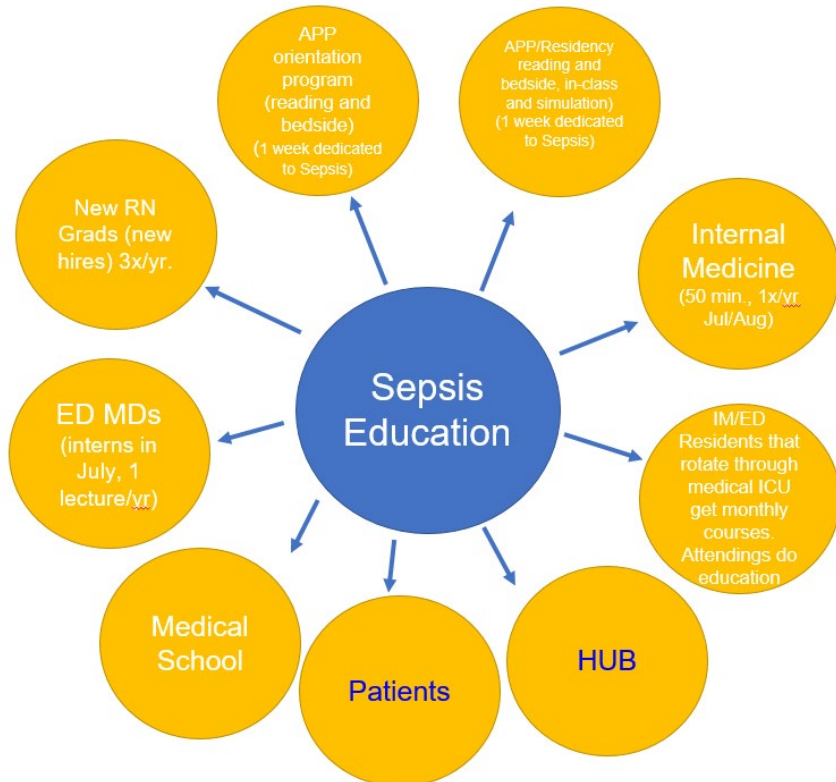 APP
orientation
program
(reading and
bedside)
(1 week dedicated
to Sepsis)
APP/Residency
reading and
bedside, in-class
and simulation)
(1 week dedicated
to Sepsis)
New RN
Grads (new
hires) 3x/yr.
Internal
Medicine
(50 min., 1x/yr
Jul/Aug)
Sepsis
Education
ED MDs
(interns in
July, 1
lecture/yr)
IM/ED
Residents that
rotate through
medical ICU
get monthly
courses.
Attendings do
education
Medical
School
Patients
HUB